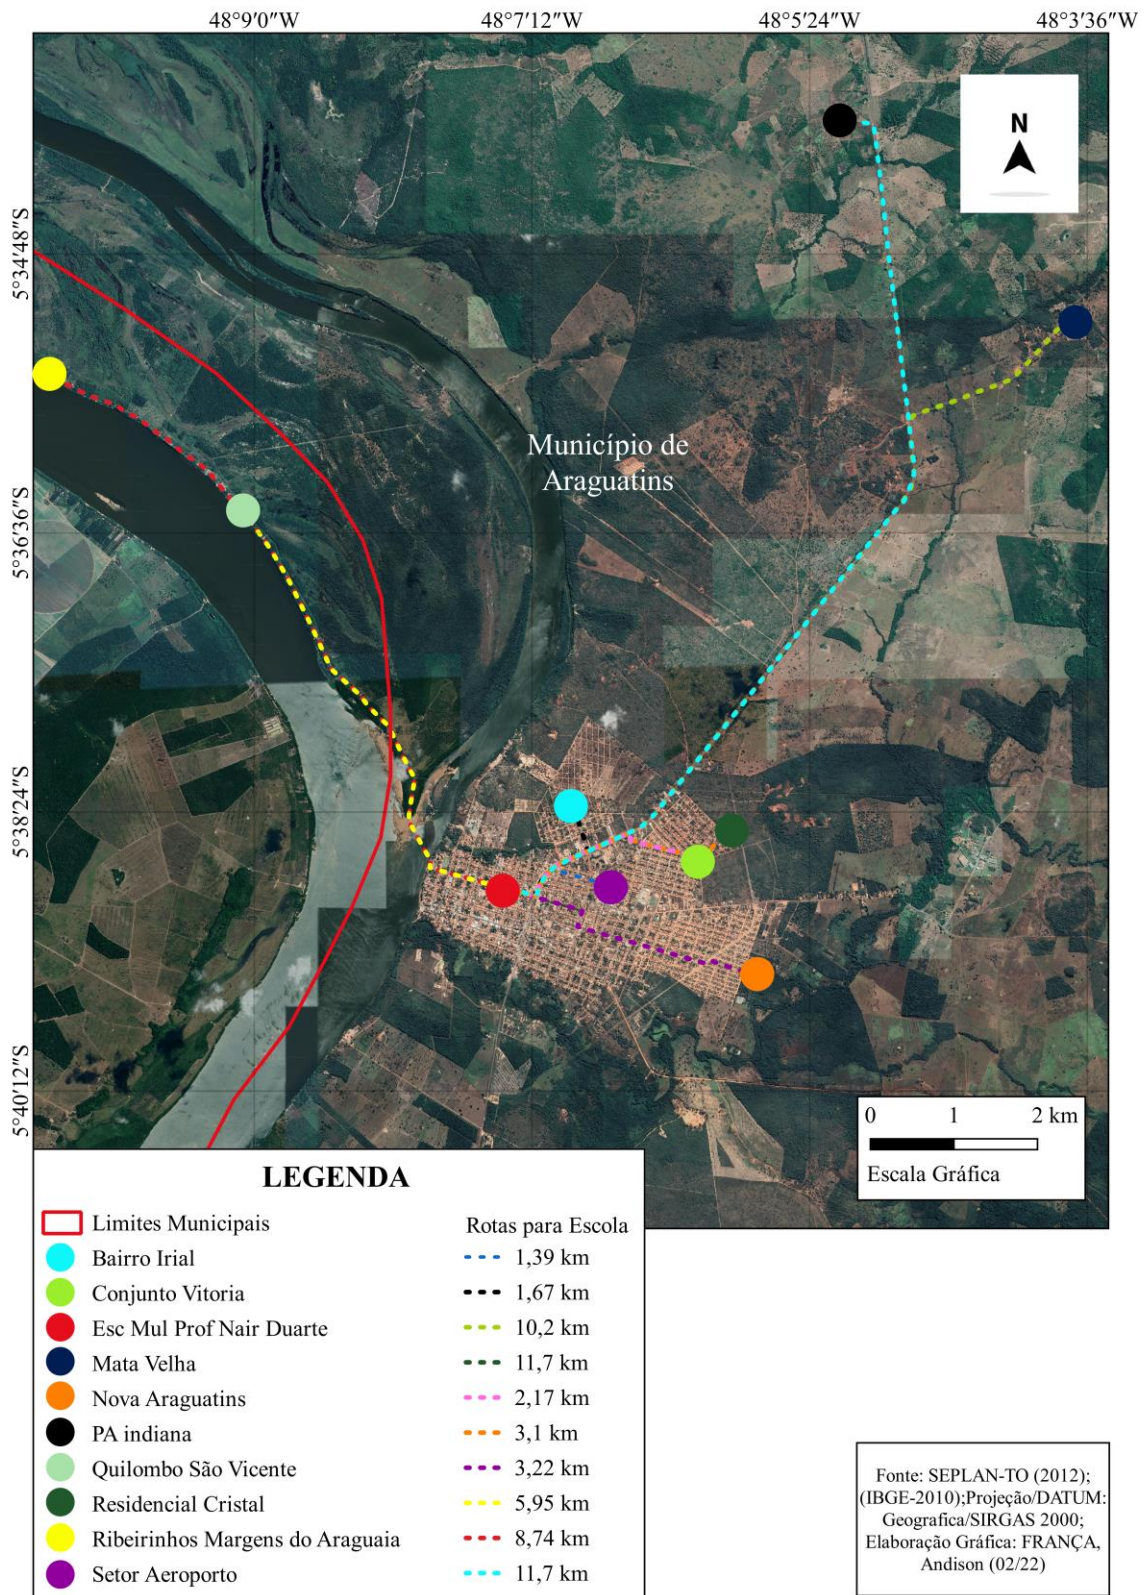 48°9′0″W
48°7′12″W
48°5′24″W
48°3′36″W
N
5°34′48″S
Município de
Araguatins
5°36′36″S
5°38′24″S
5°40′12″S
0 1 2 km
Escala Gráfica
LEGENDA
Limites Municipais
Bairro Irial
Conjunto Vitoria
Esc Mul Prof Nair Duarte
Mata Velha
Nova Araguatins
PA indiana
Quilombo São Vicente
Residencial Cristal
Ribeirinhos Margens do Araguaia
Setor Aeroporto
Rotas para Escola
1,39 km
1,67 km
10,2 km
11,7 km
2,17 km
3,1 km
3,22 km
5,95 km
8,74 km
11,7 km
Fonte: SEPLAN-TO (2012);
(IBGE-2010);Projeção/DATUM:
Geografica/SIRGAS 2000;
Elaboração Gráfica: FRANÇA,
Andison (02/22)